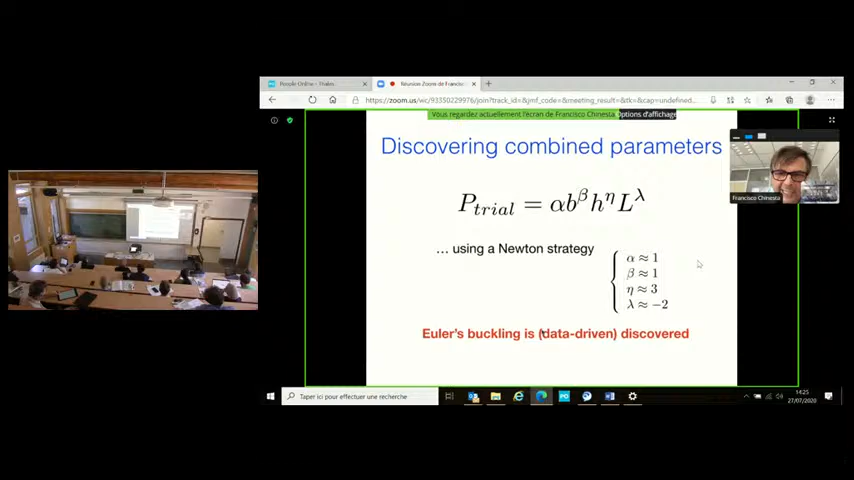 People Online - Thales
Réunion Zoom de Francisc
https://zoom.us/wc/93350229976/join?track_id=&jmf_code=&meeting_result=&tk=&cap=undefined...
Vous regardez actuellement l'écran de Francisco Chinesta
Options d'affichage
Discovering combined parameters
Francisco Chinesta
P_trial = αb^β h^η L^λ
... using a Newton strategy
α ≈ 1
β ≈ 1
η ≈ 3
λ ≈ −2
Euler's buckling is (data-driven) discovered
Taper ici pour effectuer une recherche
14:25
27/07/2020